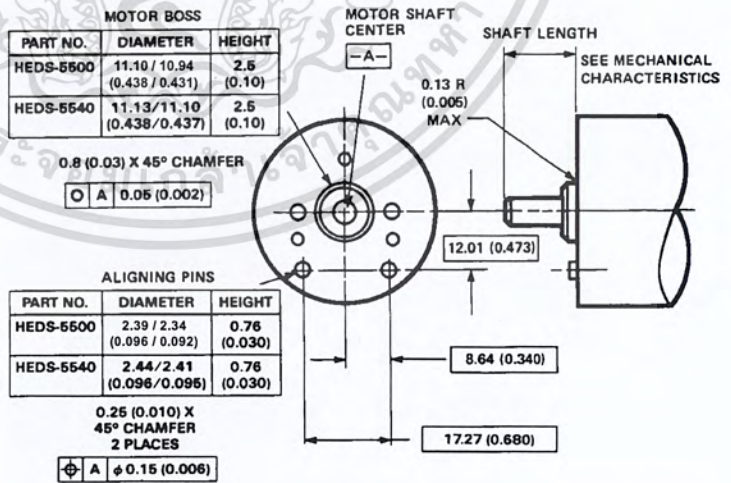 MOTOR BOSS
PART NO. DIAMETER HEIGHT
HEDS-5500 11.10 / 10.94 2.5
(0.438 / 0.431) (0.10)
HEDS-5540 11.13/11.10 2.5
(0.438/0.437) (0.10)
0.8 (0.03) X 45° CHAMFER
A 0.05 (0.002)
MOTOR SHAFT
CENTER
-A-
SHAFT LENGTH
SEE MECHANICAL
CHARACTERISTICS
0.13 R
(0.005)
MAX
12.01 (0.473)
ALIGNING PINS
PART NO. DIAMETER HEIGHT
HEDS-5500 2.39 / 2.34 0.76
(0.096 / 0.092) (0.030)
HEDS-5540 2.44/2.41 0.76
(0.096/0.095) (0.030)
0.25 (0.010) X
45° CHAMFER
2 PLACES
⌖ A ϕ 0.15 (0.006)
8.64 (0.340)
17.27 (0.680)